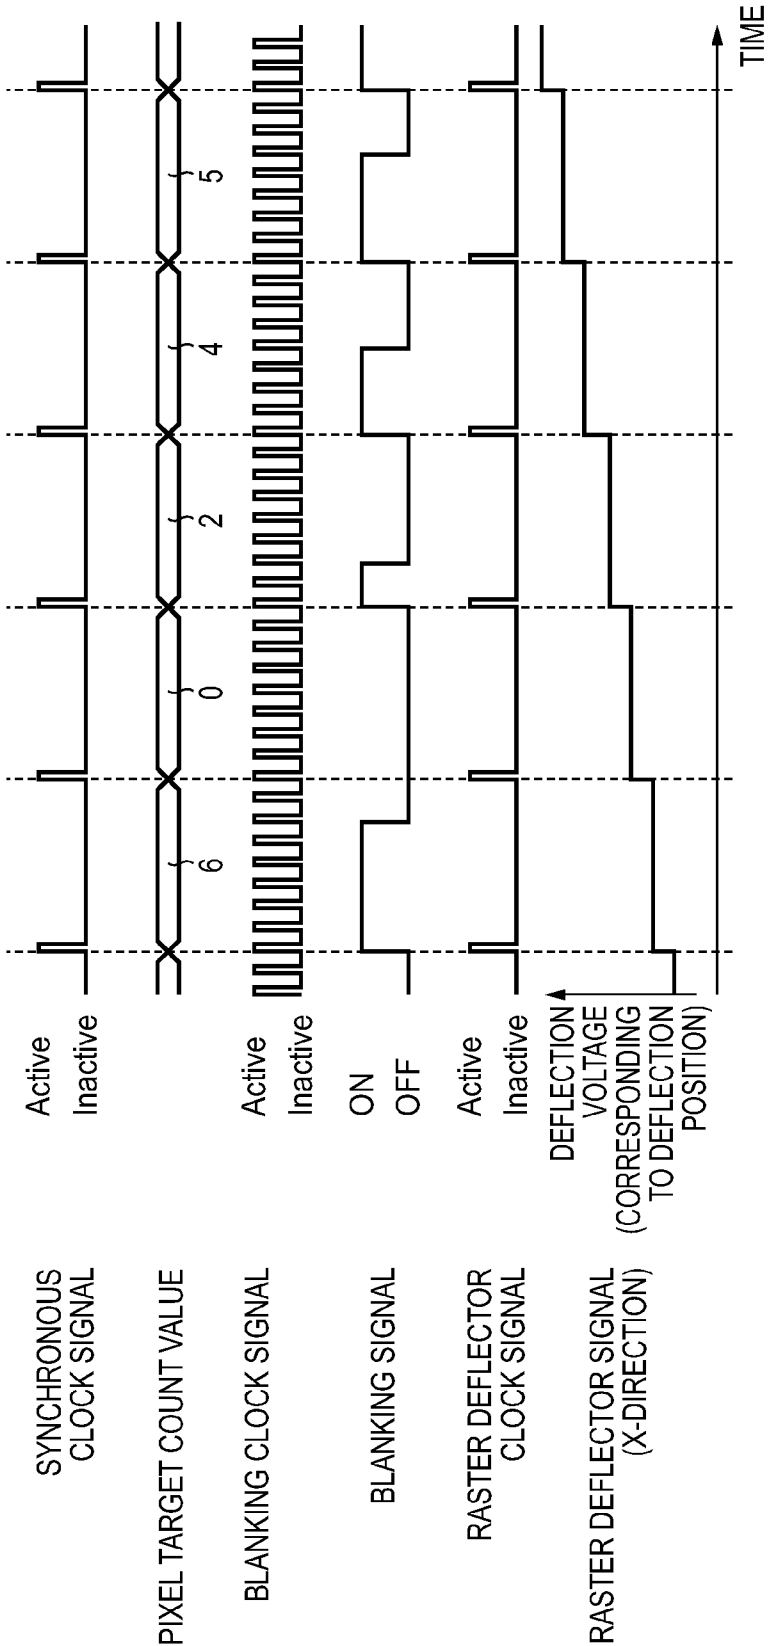 SYNCHRONOUS
CLOCK SIGNAL
Active
Inactive
PIXEL TARGET COUNT VALUE
6
0
2
4
5
BLANKING CLOCK SIGNAL
Active
Inactive
BLANKING SIGNAL
ON
OFF
RASTER DEFLECTOR
CLOCK SIGNAL
Active
Inactive
RASTER DEFLECTOR SIGNAL
(X-DIRECTION)
DEFLECTION
VOLTAGE
(CORRESPONDING
TO DEFLECTION
POSITION)
TIME